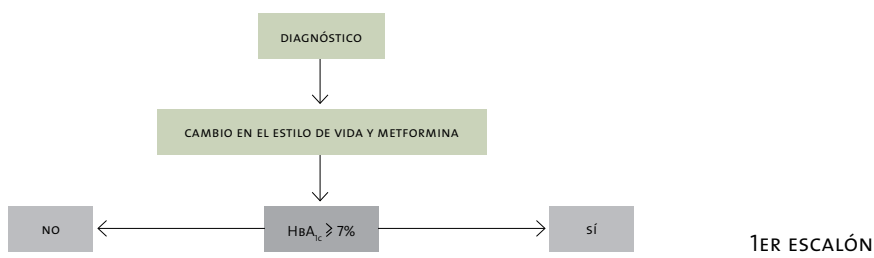 DIAGNÓSTICO
CAMBIO EN EL ESTILO DE VIDA Y METFORMINA
NO
HBA1c ⩾ 7%
SÍ
1ER ESCALÓN